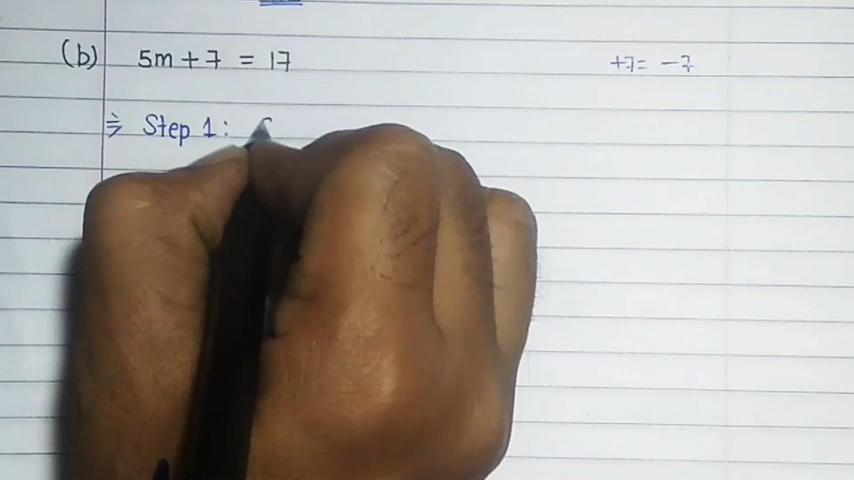 (b) 5m + 7 = 17 +7= -7
⇒ Step 1: